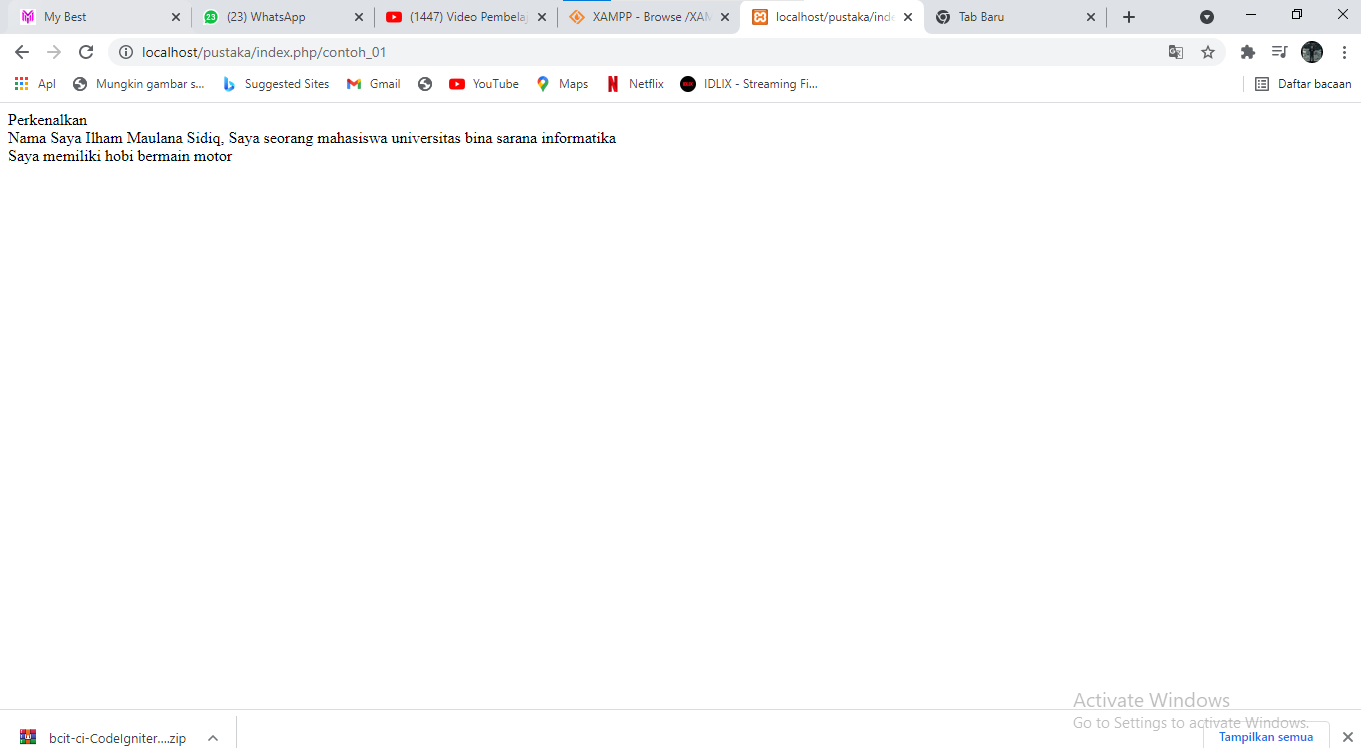 My Best
(23) WhatsApp
(1447) Video Pembelaj
XAMPP - Browse /XAM
localhost/pustaka/inde
Tab Baru
localhost/pustaka/index.php/contoh_01
Apl
Mungkin gambar s...
Suggested Sites
Gmail
YouTube
Maps
Netflix
IDLIX - Streaming Fi...
Daftar bacaan
Perkenalkan
Nama Saya Ilham Maulana Sidiq, Saya seorang mahasiswa universitas bina sarana informatika
Saya memiliki hobi bermain motor
Activate Windows
Go to Settings to activate Windows.
bcit-ci-CodeIgniter....zip
Tampilkan semua